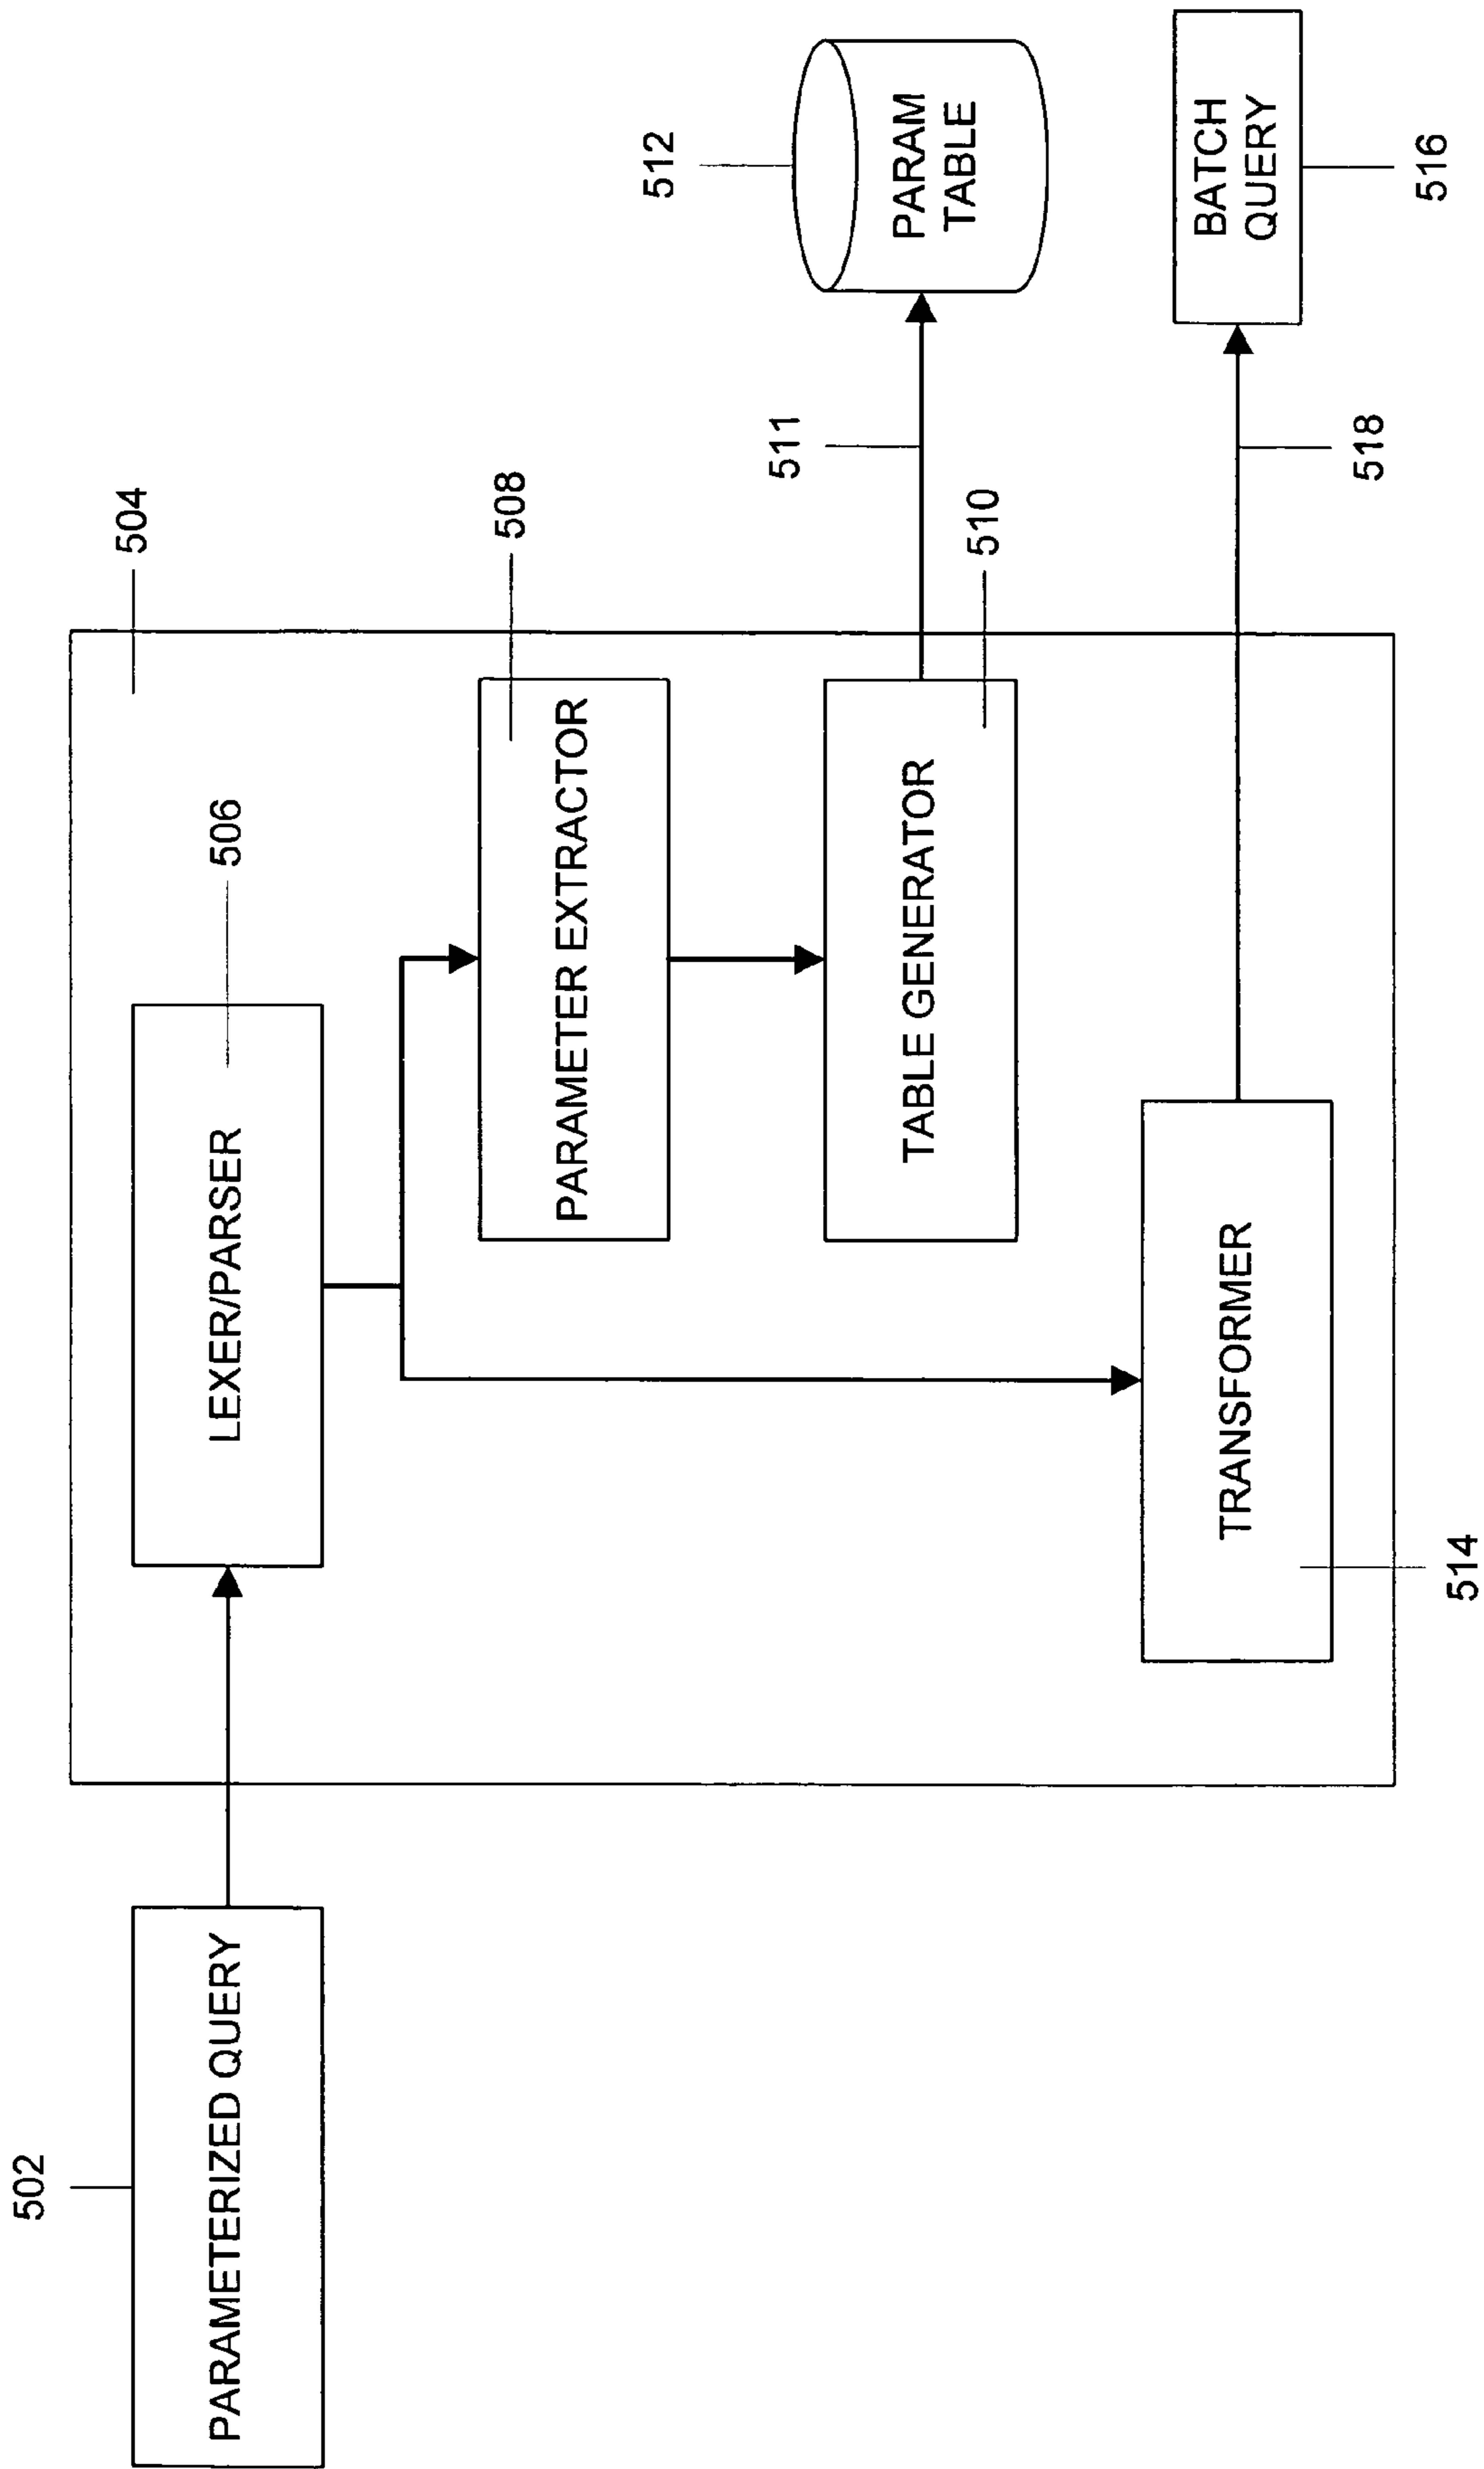 502
PARAMETERIZED QUERY
504
LEXER/PARSER
506
PARAMETER EXTRACTOR
508
TABLE GENERATOR
510
511
512
PARAM
TABLE
TRANSFORMER
514
518
BATCH
QUERY
516